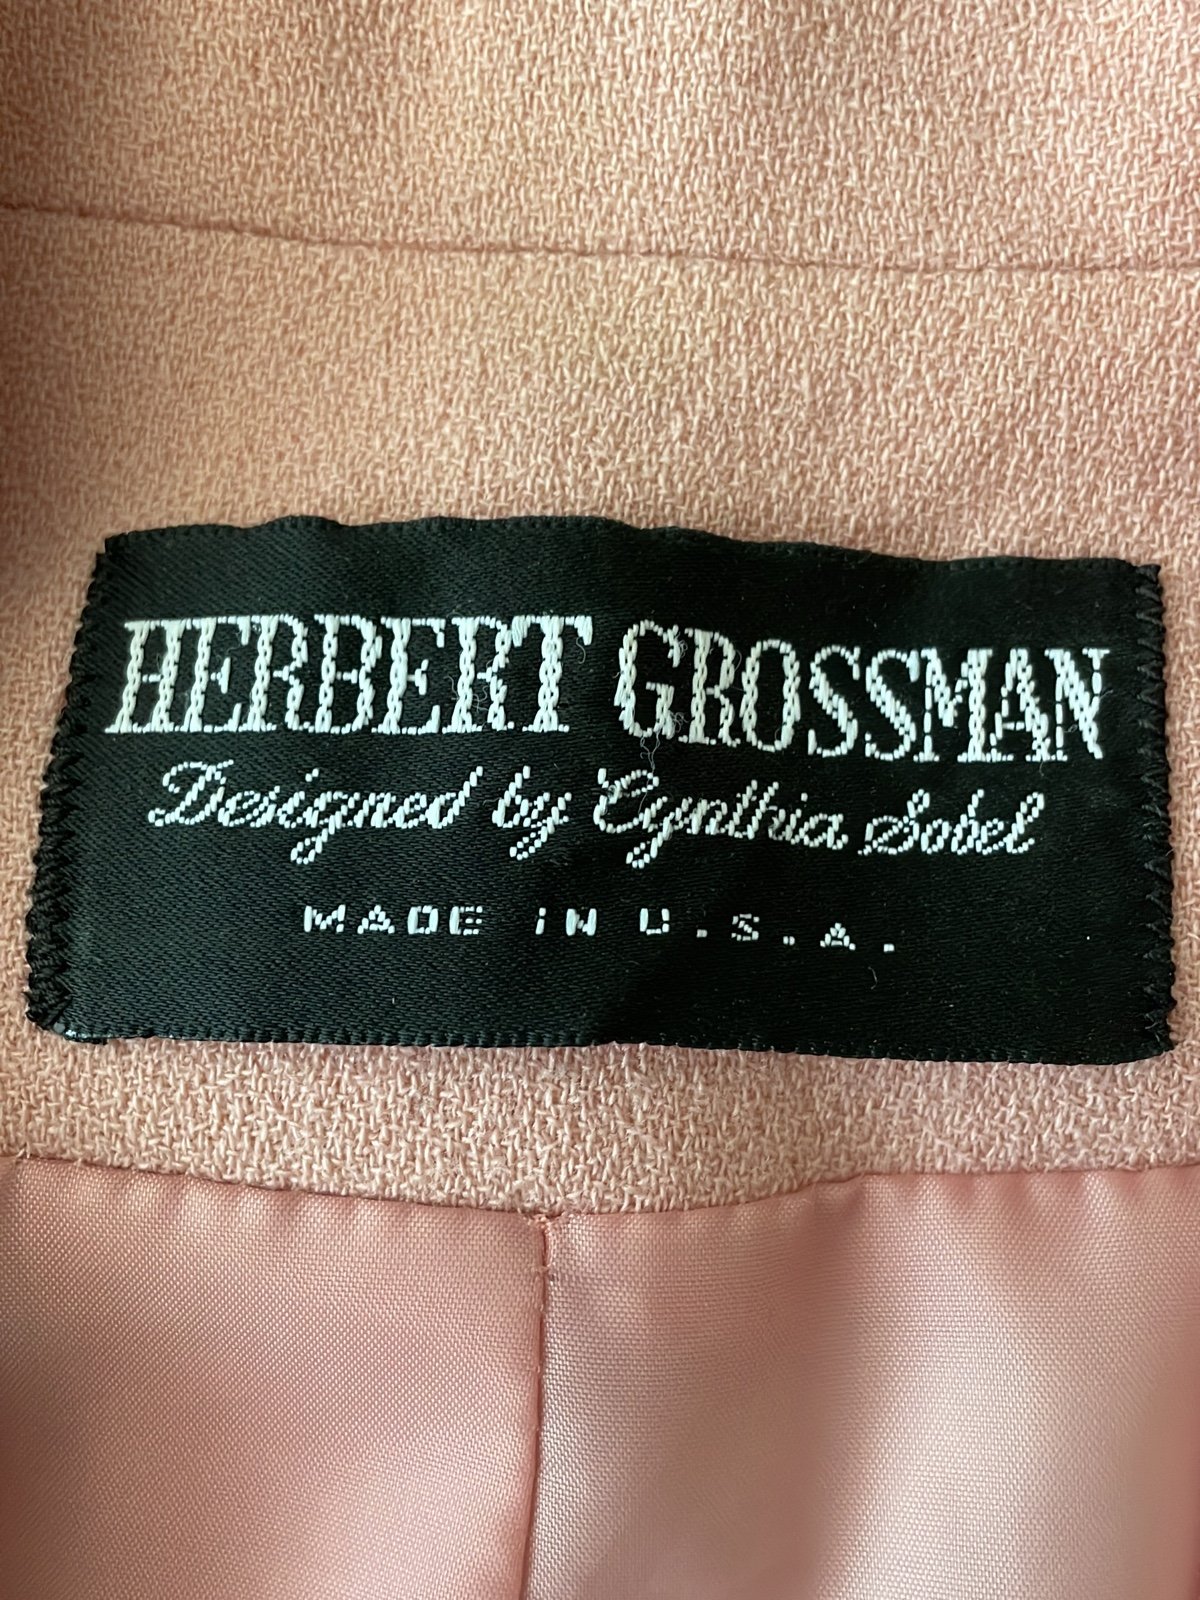 HERBERT GROSSMAN
Designed by Cynthia Sobel
MADE iN U.S.A.